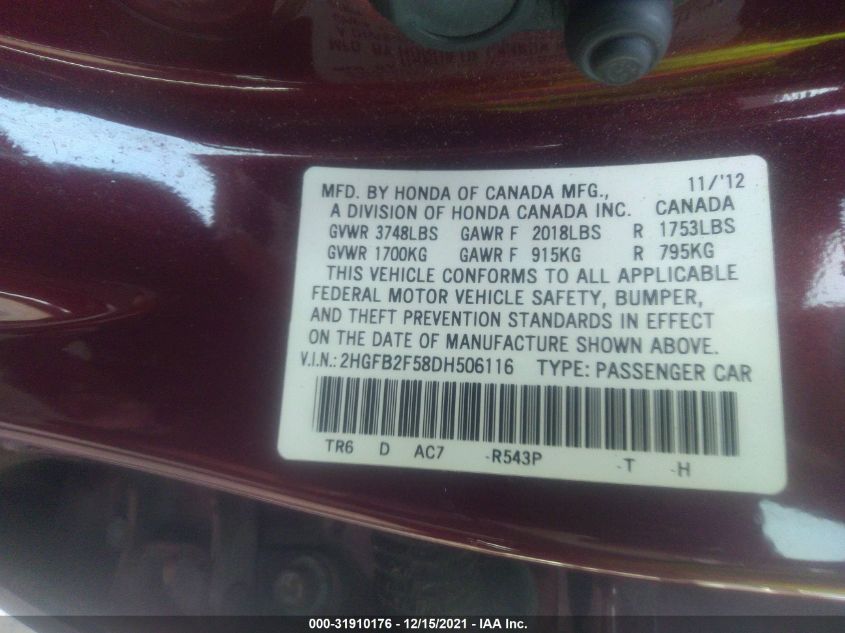 MFD. BY HONDA OF CANADA MFG., 11/'12
A DIVISION OF HONDA CANADA INC. CANADA
GVWR 3748LBS GAWR F 2018LBS R 1753LBS
GVWR 1700KG GAWR F 915KG R 795KG
THIS VEHICLE CONFORMS TO ALL APPLICABLE
FEDERAL MOTOR VEHICLE SAFETY, BUMPER,
AND THEFT PREVENTION STANDARDS IN EFFECT
ON THE DATE OF MANUFACTURE SHOWN ABOVE.
V.I.N.: 2HGFB2F58DH506116 TYPE: PASSENGER CAR
TR6 D AC7 -R543P -T -H
000-31910176 - 12/15/2021 - IAA Inc.